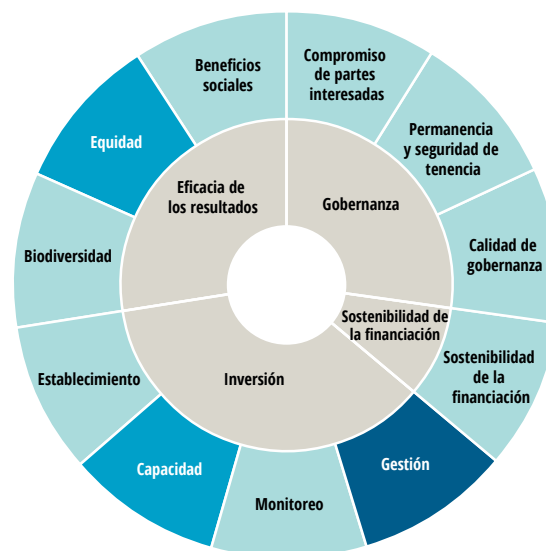 Beneficios
sociales
Compromiso
de partes
interesadas
Permanencia
y seguridad de
tenencia
Equidad
Eficacia de
los resultados
Gobernanza
Calidad de
gobernanza
Biodiversidad
Sostenibilidad de
la financiación
Sostenibilidad
de la
financiación
Establecimiento
Inversión
Capacidad
Gestión
Monitoreo